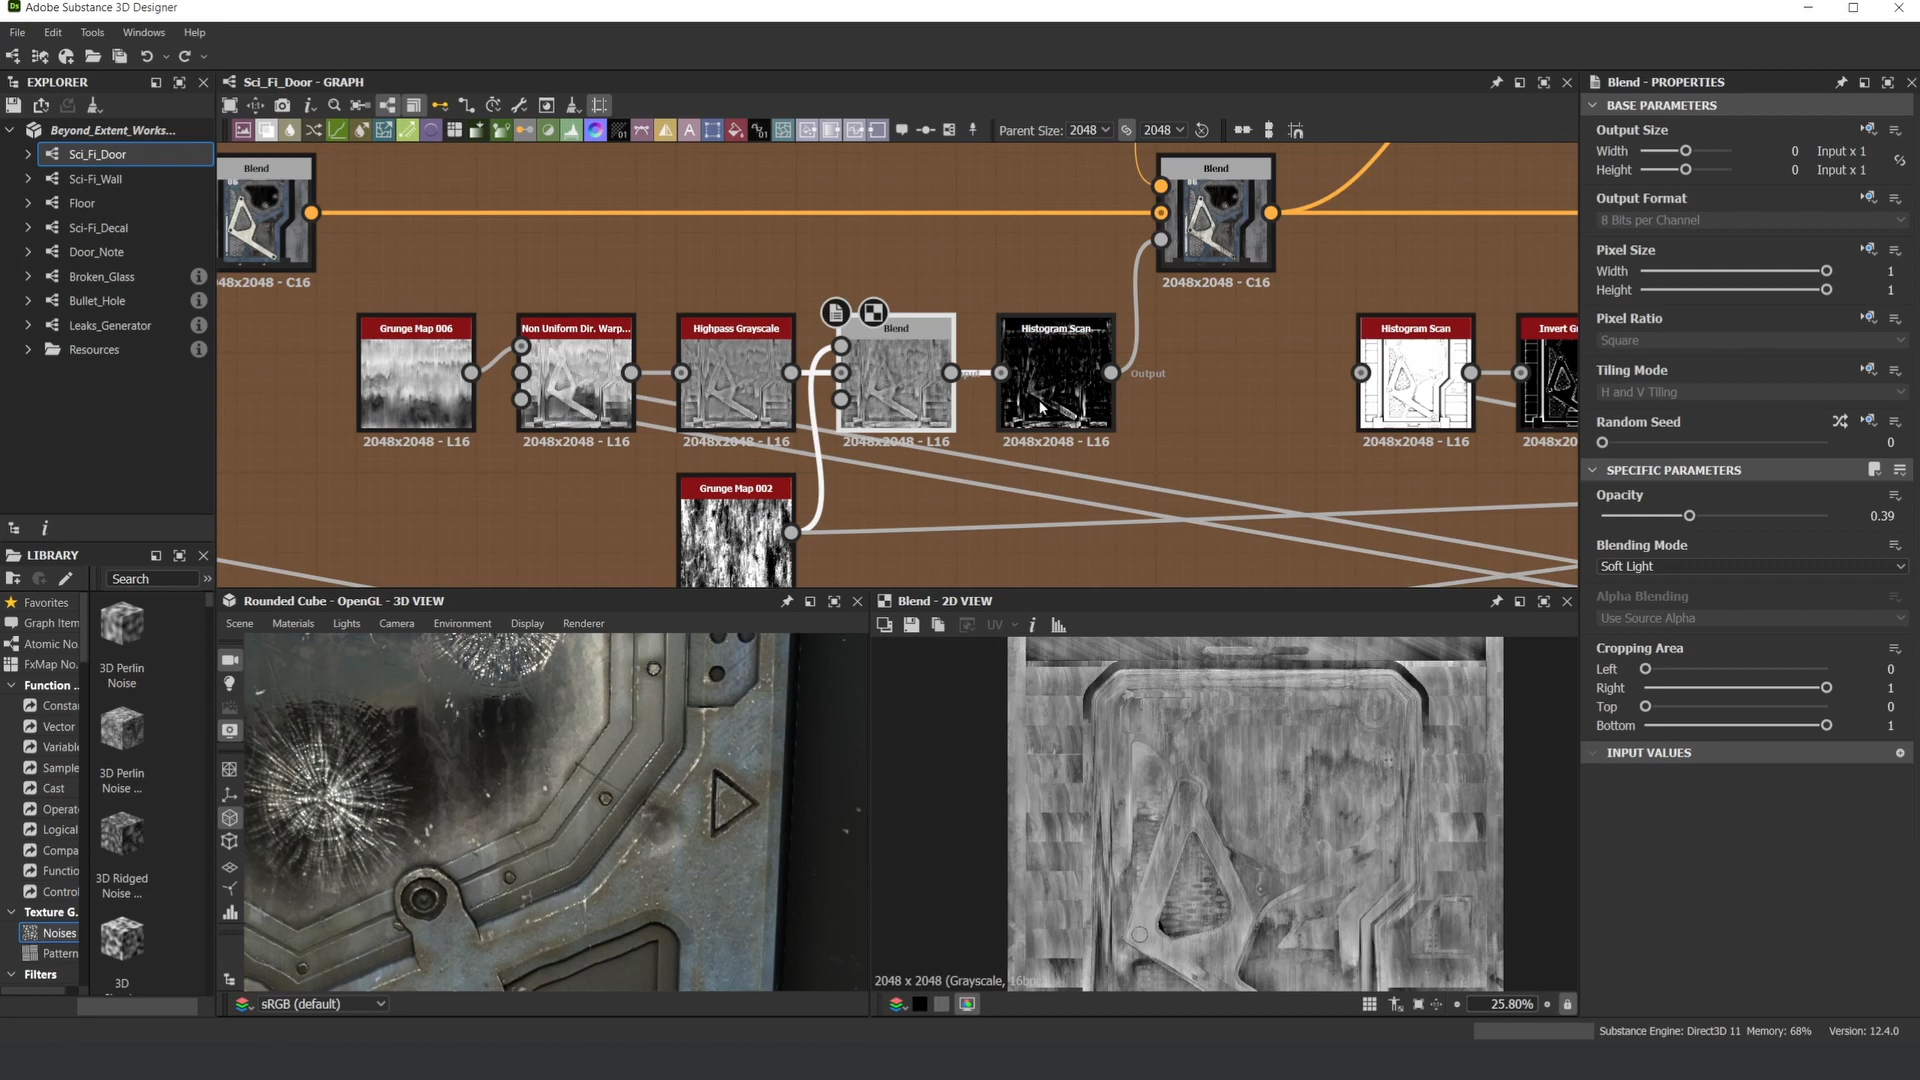 Adobe Substance 3D Designer
File Edit Tools Windows Help
EXPLORER
Beyond_Extent_Works...
Sci_Fi_Door
Sci-Fi_Wall
Floor
Sci-Fi_Decal
Door_Note
Broken_Glass
Bullet_Hole
Leaks_Generator
Resources
LIBRARY
Search
Favorites
Graph Item
Atomic No
FxMap No.
Function ..
Consta
Vector
Variable
Sample
Cast
Operat
Logical
Compa
Functio
Control
Texture G.
Noises
Pattern
Filters
3D Perlin
Noise
3D Perlin
Noise ...
3D Ridged
Noise ...
3D
Sci_Fi_Door - GRAPH
Parent Size: 2048 2048
Blend
2048x2048 - C16
Blend
2048x2048 - C16
Grunge Map 006
2048x2048 - L16
Non Uniform Dir. Warp...
2048x2048 - L16
Highpass Grayscale
2048x2048 - L16
Blend
2048x2048 - L16
Histogram Scan
2048x2048 - L16
Output
Histogram Scan
2048x2048 - L16
Invert Gr
2048x20
Grunge Map 002
Rounded Cube - OpenGL - 3D VIEW
Scene Materials Lights Camera Environment Display Renderer
sRGB (default)
Blend - 2D VIEW
UV
2048 x 2048 (Grayscale, 16bpc)
25.80%
Blend - PROPERTIES
BASE PARAMETERS
Output Size
Width 0 Input x 1
Height 0 Input x 1
Output Format
8 Bits per Channel
Pixel Size
Width 1
Height 1
Pixel Ratio
Square
Tiling Mode
H and V Tiling
Random Seed
0
SPECIFIC PARAMETERS
Opacity
0.39
Blending Mode
Soft Light
Alpha Blending
Use Source Alpha
Cropping Area
Left 0
Right 1
Top 0
Bottom 1
INPUT VALUES
Substance Engine: Direct3D 11 Memory: 68% Version: 12.4.0